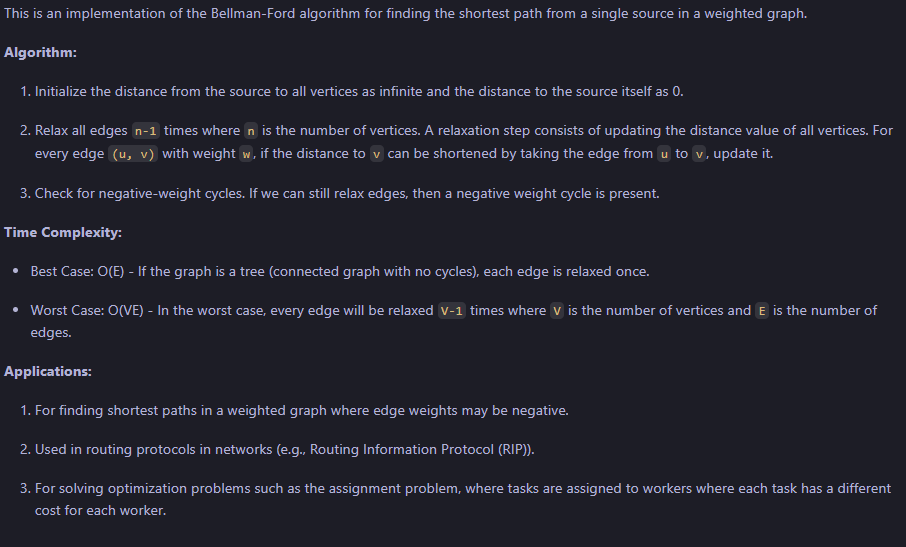 This is an implementation of the Bellman-Ford algorithm for finding the shortest path from a single source in a weighted graph.
Algorithm:
1. Initialize the distance from the source to all vertices as infinite and the distance to the source itself as 0.
2. Relax all edges n-1 times where n is the number of vertices. A relaxation step consists of updating the distance value of all vertices. For
every edge (u, v) with weight w, if the distance to v can be shortened by taking the edge from u to v, update it.
3. Check for negative-weight cycles. If we can still relax edges, then a negative weight cycle is present.
Time Complexity:
• Best Case: O(E) - If the graph is a tree (connected graph with no cycles), each edge is relaxed once.
• Worst Case: O(VE) - In the worst case, every edge will be relaxed V-1 times where V is the number of vertices and E is the number of
edges.
Applications:
1. For finding shortest paths in a weighted graph where edge weights may be negative.
2. Used in routing protocols in networks (e.g., Routing Information Protocol (RIP)).
3. For solving optimization problems such as the assignment problem, where tasks are assigned to workers where each task has a different
cost for each worker.